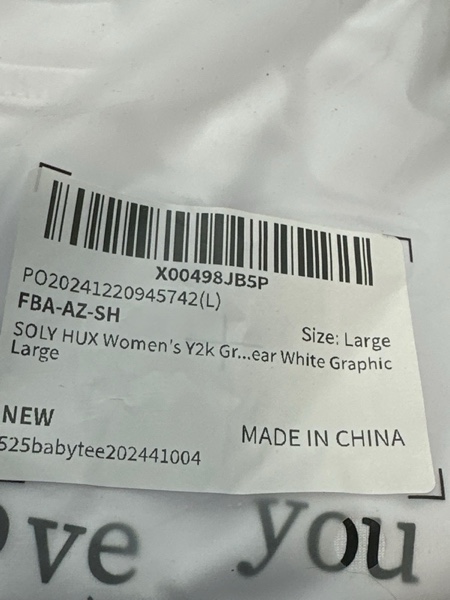 X00498JB5P
PO20241220945742(L)
FBA-AZ-SH
Size: Large
SOLY HUX Women's Y2k Gr...ear White Graphic
Large
NEW
525babytee202441004
MADE IN CHINA
ove you